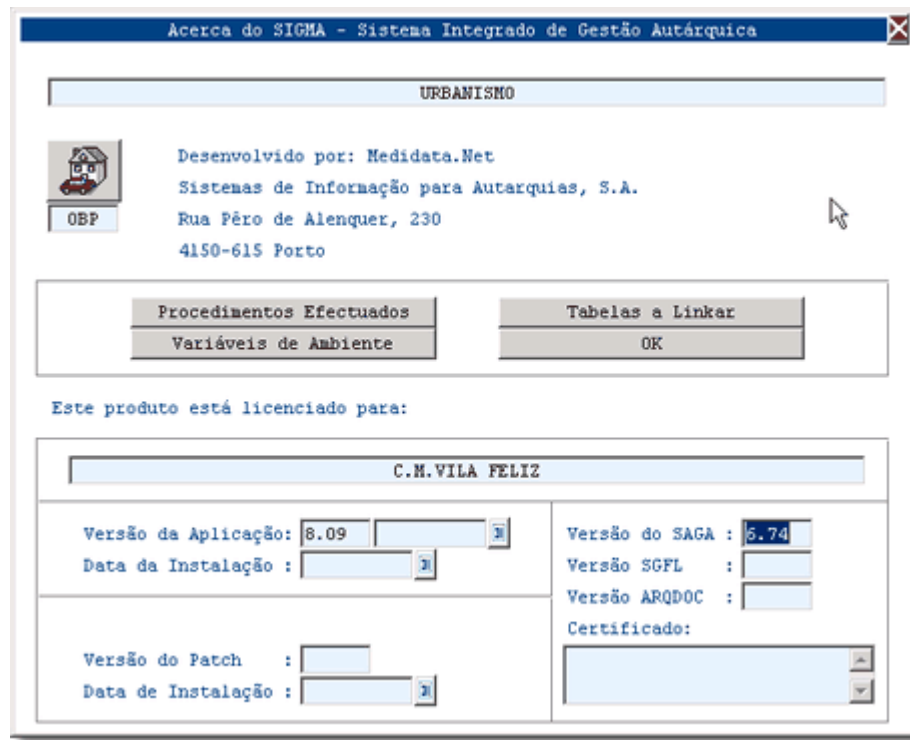 Acerca do SIGMA - Sistema Integrado de Gestão Autárquica
URBANISMO
Desenvolvido por: Medidata.Net
Sistemas de Informação para Autarquias, S.A.
OBP
Rua Pêro de Alenquer, 230
4150-615 Porto
Procedimentos Efectuados
Tabelas a Linkar
Variáveis de Ambiente
OK
Este produto está licenciado para:
C.M.VILA FELIZ
Versão da Aplicação: 8.09
Data da Instalação :
Versão do SAGA : 6.74
Versão SGFL :
Versão ARQDOC :
Certificado:
Versão do Patch :
Data de Instalação :